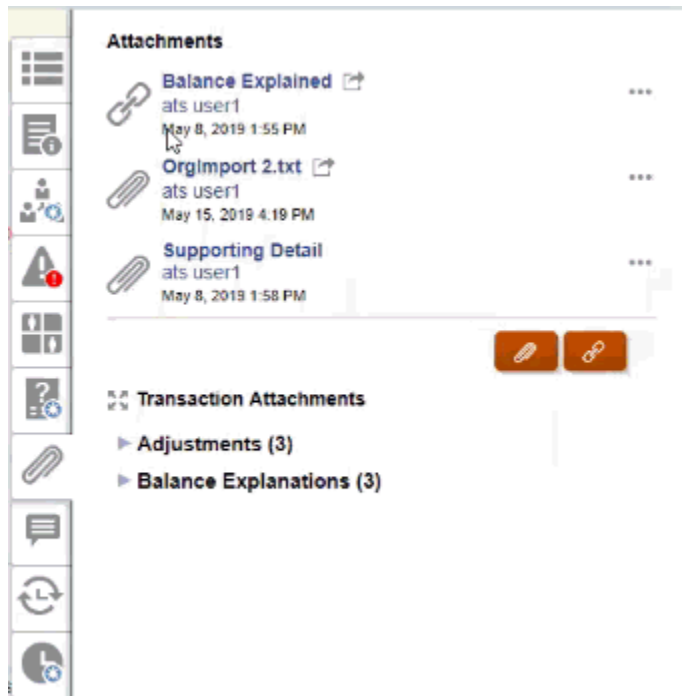 Attachments
Balance Explained
ats user1
May 8, 2019 1:55 PM
OrgImport 2.txt
ats user1
May 15, 2019 4:19 PM
Supporting Detail
ats user1
May 8, 2019 1:58 PM
Transaction Attachments
Adjustments (3)
Balance Explanations (3)